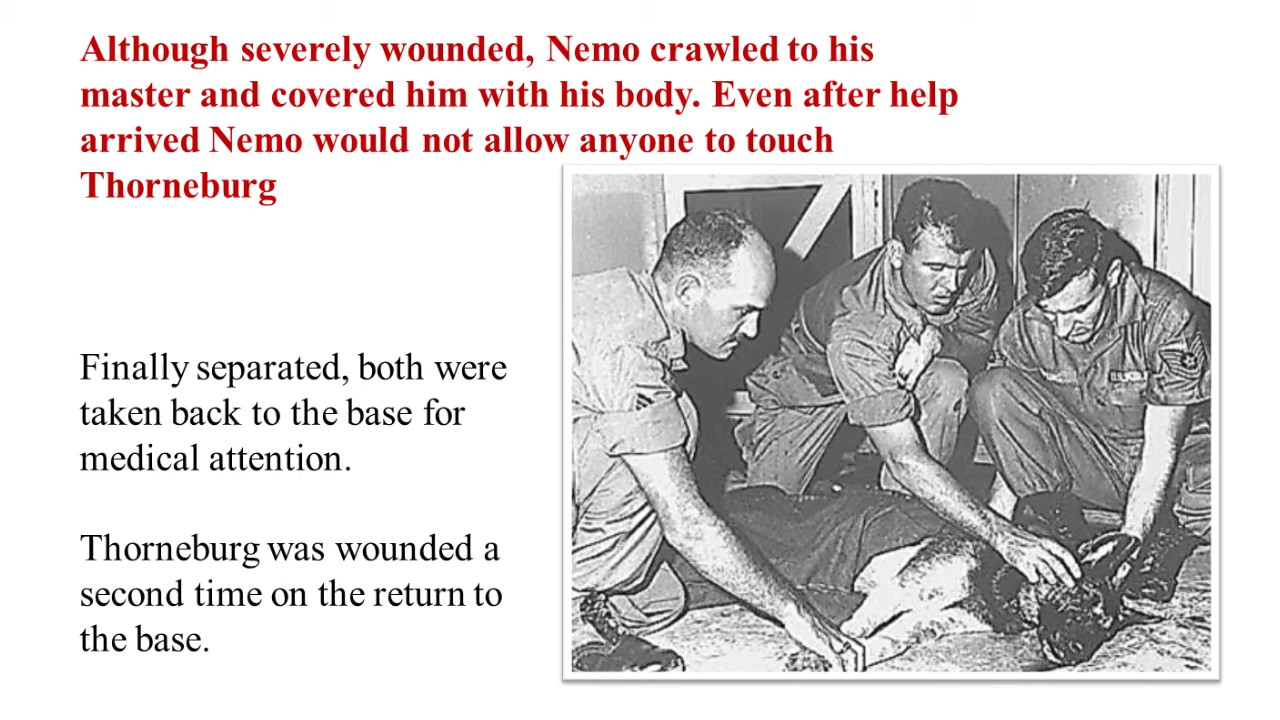 Although severely wounded, Nemo crawled to his
master and covered him with his body. Even after help
arrived Nemo would not allow anyone to touch
Thorneburg
Finally separated, both were
taken back to the base for
medical attention.
Thorneburg was wounded a
second time on the return to
the base.